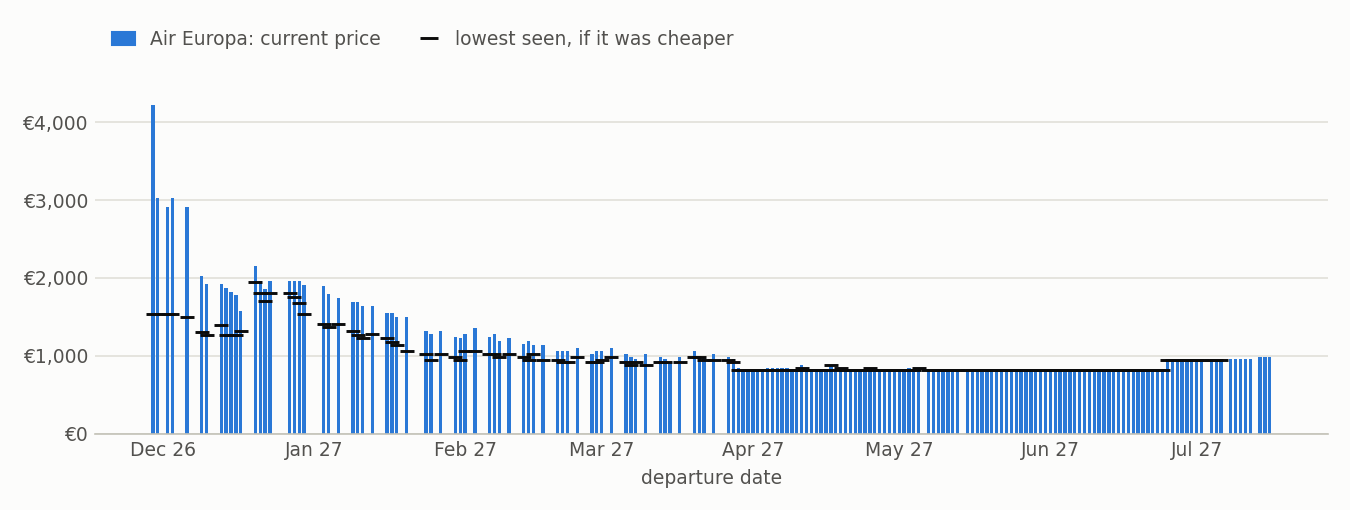 Air Europa: current price
lowest seen, if it was cheaper
€4,000
€3,000
€2,000
€1,000
€0
Dec 26 Jan 27 Feb 27 Mar 27 Apr 27 May 27 Jun 27 Jul 27
departure date